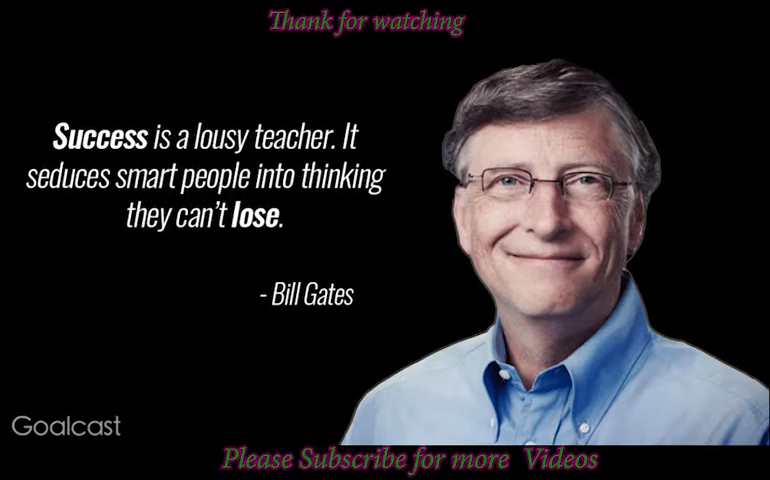 Thank for watching
Success is a lousy teacher. It
seduces smart people into thinking
they can't lose.
- Bill Gates
Goalcast
Please Subscribe for more Videos